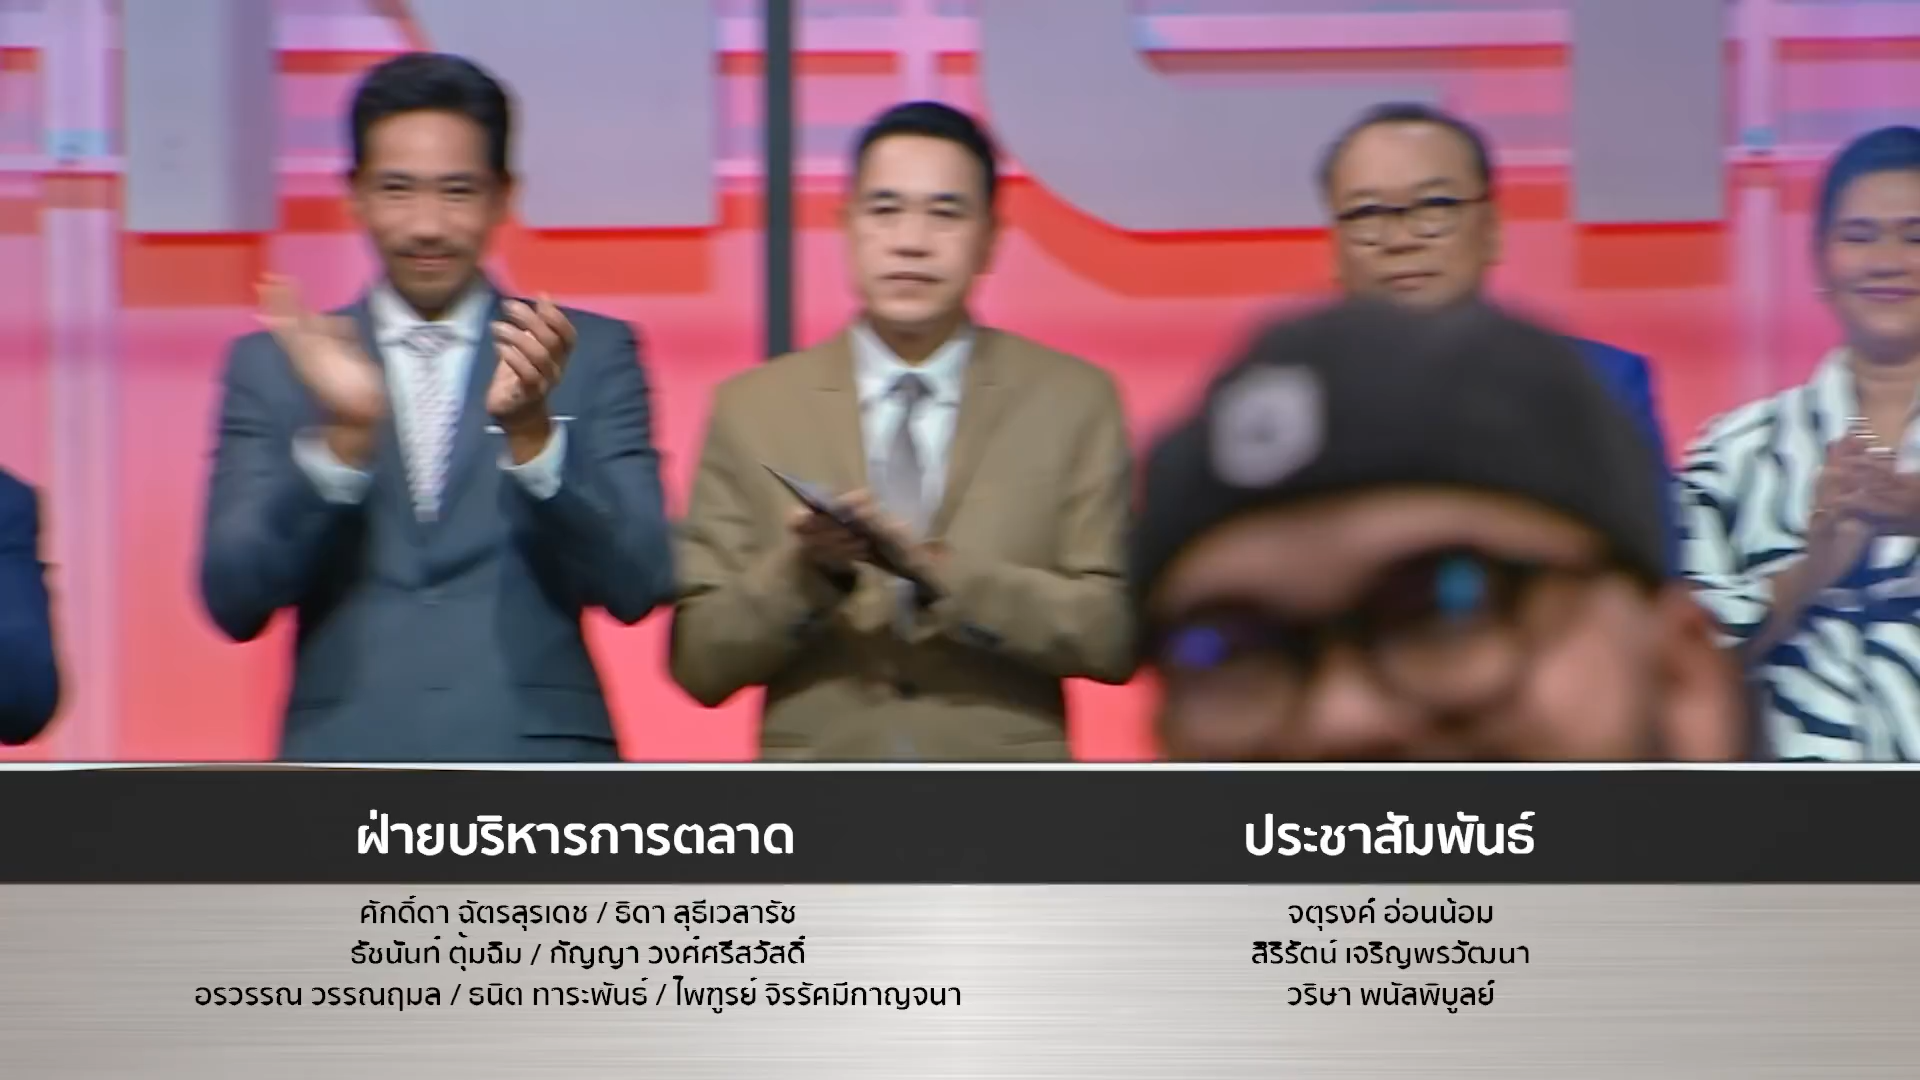 ฝ่ายบริหารการตลาด
ศักดิ์ดา ฉัตรสุรเดช / ธิดา สุธีเวสารัช
ธัชนันท์ ตุ้มฉิม / กัญญา วงศ์ศรีสวัสดิ์
อรวรรณ วรรณฤมล / ธนิต ทาระพันธ์ / ไพฑูรย์ จิรรัศมีกาญจนา
ประชาสัมพันธ์
จตุรงค์ อ่อนน้อม
สิริรัตน์ เจริญพรวัฒนา
วริษา พนัสพิบูลย์